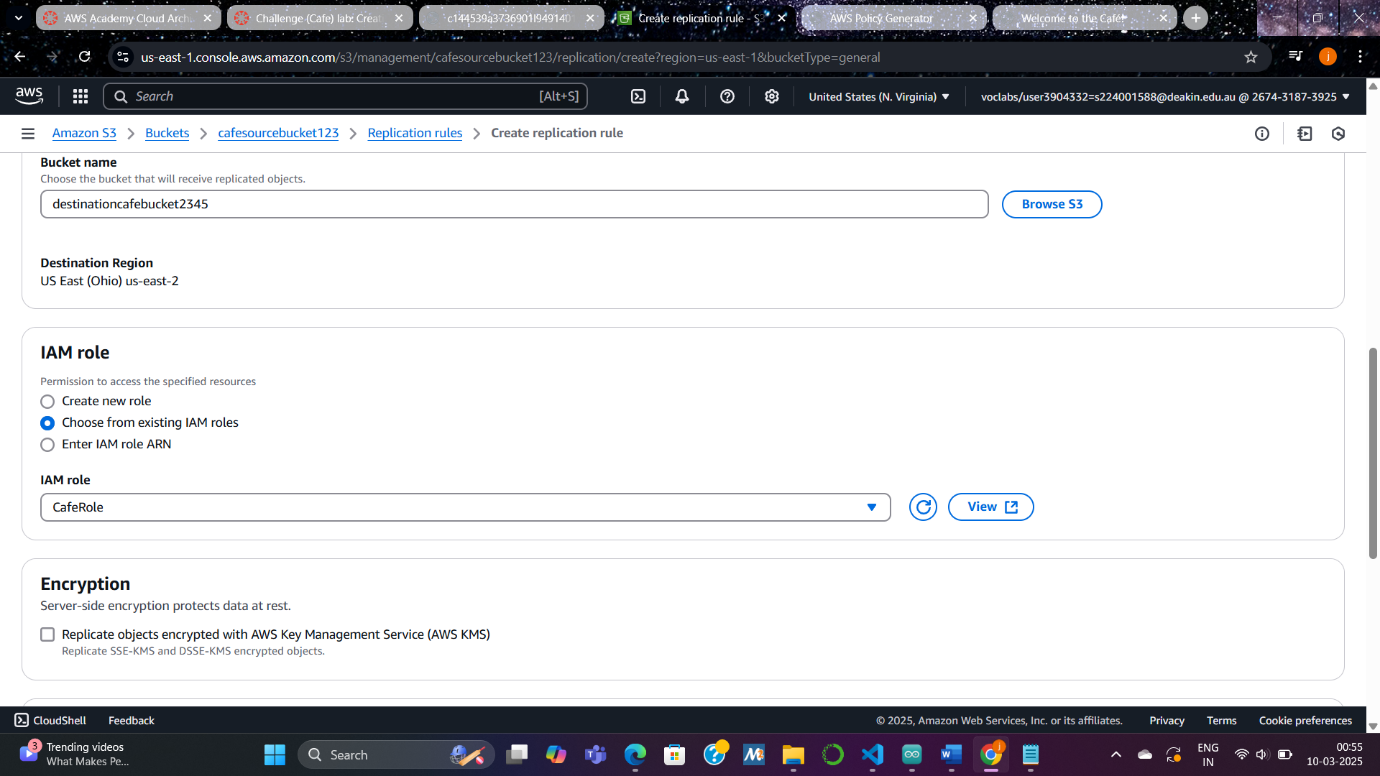 AWS Academy Cloud Arch
Challenge (Cafe) lab: Creat
c144539a3736901l949140
Create replication rule - S
AWS Policy Generator
Welcome to the Café!
us-east-1.console.aws.amazon.com/s3/management/cafesourcebucket123/replication/create?region=us-east-1&bucketType=general
j
aws
Search
[Alt+S]
United States (N. Virginia)
voclabs/user3904332=s224001588@deakin.edu.au @ 2674-3187-3925
Amazon S3 > Buckets > cafesourcebucket123 > Replication rules > Create replication rule
Bucket name
Choose the bucket that will receive replicated objects.
destinationcafebucket2345
Browse S3
Destination Region
US East (Ohio) us-east-2
IAM role
Permission to access the specified resources
Create new role
Choose from existing IAM roles
Enter IAM role ARN
IAM role
CafeRole
View
Encryption
Server-side encryption protects data at rest.
Replicate objects encrypted with AWS Key Management Service (AWS KMS)
Replicate SSE-KMS and DSSE-KMS encrypted objects.
CloudShell
Feedback
© 2025, Amazon Web Services, Inc. or its affiliates.
Privacy
Terms
Cookie preferences
3
Trending videos
What Makes Pe...
Search
ENG
IN
00:55
10-03-2025